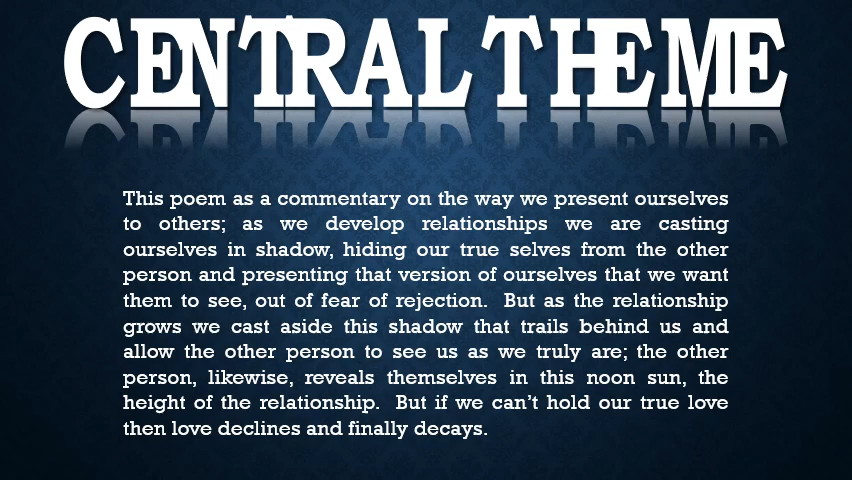 CENTRAL THEME
This poem as a commentary on the way we present ourselves
to others; as we develop relationships we are casting
ourselves in shadow, hiding our true selves from the other
person and presenting that version of ourselves that we want
them to see, out of fear of rejection. But as the relationship
grows we cast aside this shadow that trails behind us and
allow the other person to see us as we truly are; the other
person, likewise, reveals themselves in this noon sun, the
height of the relationship. But if we can’t hold our true love
then love declines and finally decays.